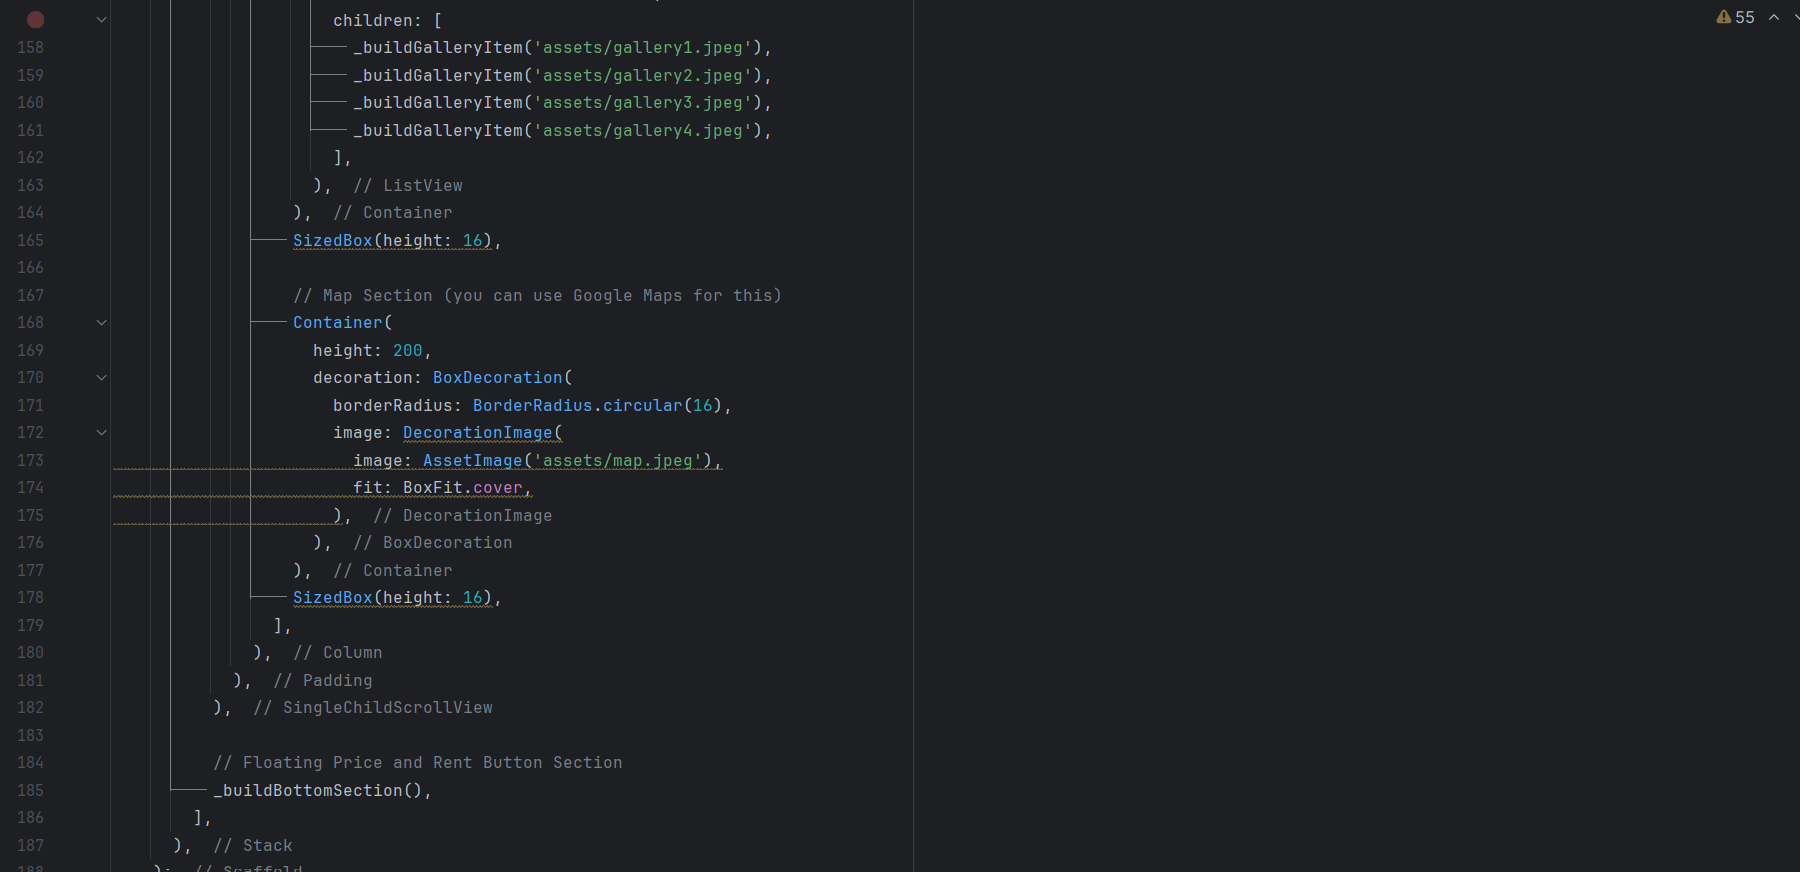 children: [
55
158 _buildGalleryItem('assets/gallery1.jpeg'),
159 _buildGalleryItem('assets/gallery2.jpeg'),
160 _buildGalleryItem('assets/gallery3.jpeg'),
161 _buildGalleryItem('assets/gallery4.jpeg'),
162 ],
163 ), // ListView
164 ), // Container
165 SizedBox(height: 16),
166
167 // Map Section (you can use Google Maps for this)
168 Container(
169 height: 200,
170 decoration: BoxDecoration(
171 borderRadius: BorderRadius.circular(16),
172 image: DecorationImage(
173 image: AssetImage('assets/map.jpeg'),
174 fit: BoxFit.cover,
175 ), // DecorationImage
176 ), // BoxDecoration
177 ), // Container
178 SizedBox(height: 16),
179 ],
180 ), // Column
181 ), // Padding
182 ), // SingleChildScrollView
183
184 // Floating Price and Rent Button Section
185 _buildBottomSection(),
186 ],
187 ), // Stack
188 ); // Scaffold